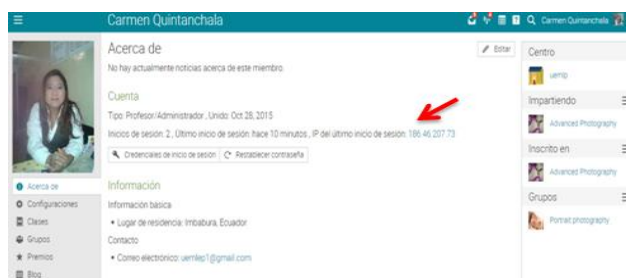 Carmen Quintanchala
Carmen Quintanchala
Acerca de
Editar
No hay actualmente noticias acerca de este miembro.
Cuenta
Tipo: Profesor/Administrador , Unido: Oct 28, 2015
Inicios de sesión: 2 , Último inicio de sesión: hace 10 minutos , IP del último inicio de sesión: 186.46.207.73
Credenciales de inicio de sesión
Restablecer contraseña
Información
Información básica
• Lugar de residencia: Imbabura, Ecuador
Contacto
• Correo electrónico: uemlep1@gmail.com
Acerca de
Configuraciones
Clases
Grupos
Premios
Blog
Centro
Impartiendo
Advanced Photography
Inscrito en
Advanced Photography
Grupos
Portrait photography